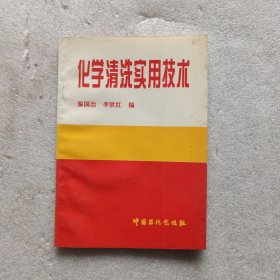 化学清洗实用技术
秦国治 李欣红 编
中国石化出版社